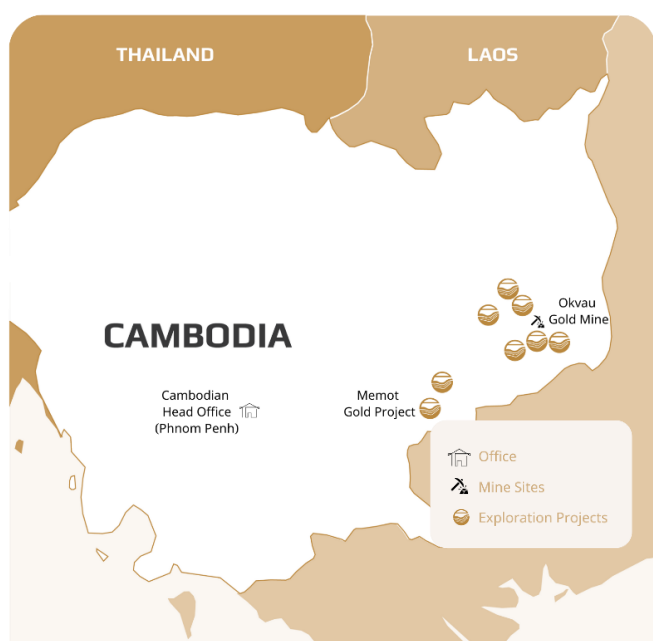 THAILAND
LAOS
Okvau
Gold Mine
CAMBODIA
Cambodian
Head Office
(Phnom Penh)
Memot
Gold Project
Office
Mine Sites
Exploration Projects